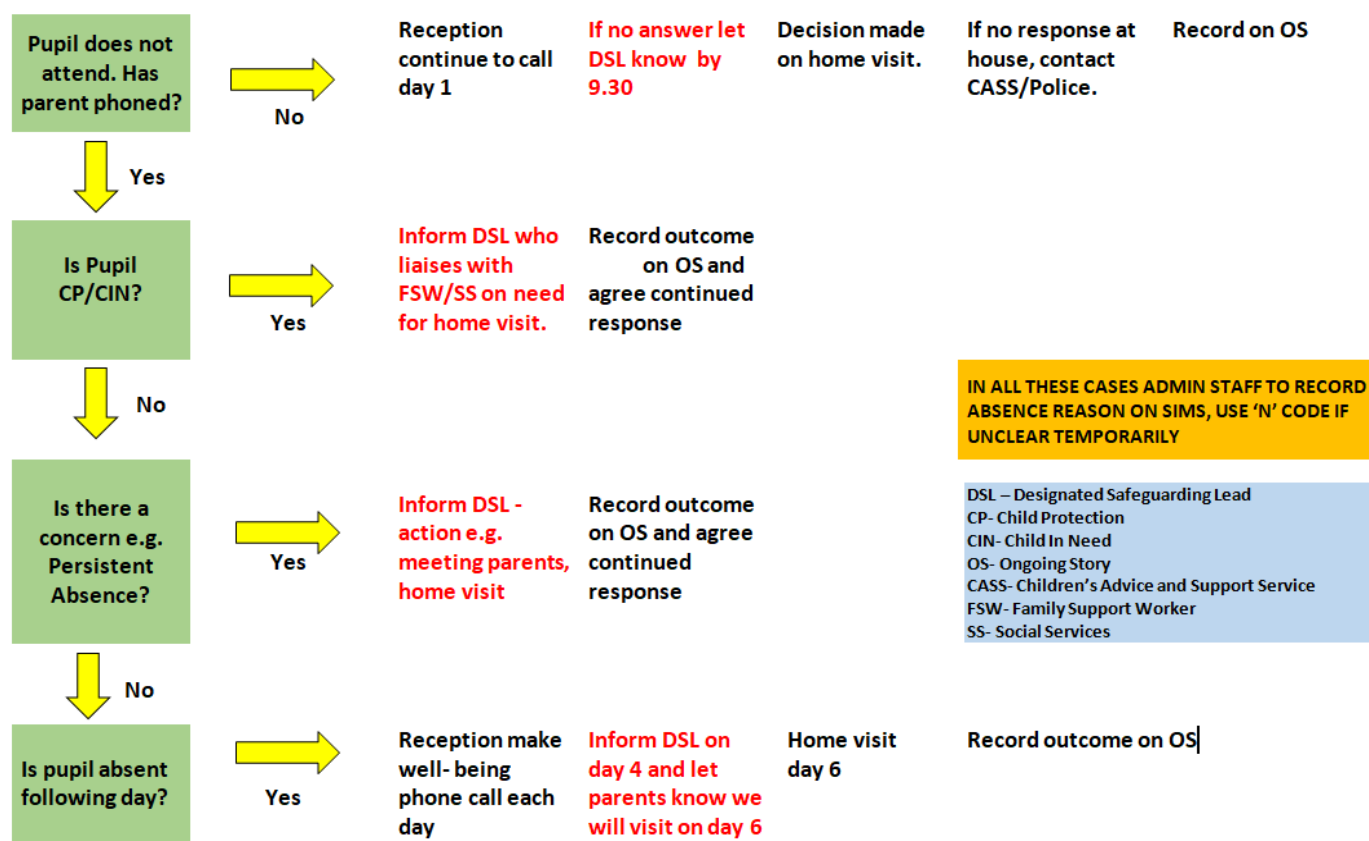 Pupil does not
attend. Has
parent phoned?
No
Reception
continue to call
day 1
If no answer let
DSL know by
9.30
Decision made
on home visit.
If no response at
house, contact
CASS/Police.
Record on OS
Yes
Is Pupil
CP/CIN?
Yes
Inform DSL who
liaises with
FSW/SS on need
for home visit.
Record outcome
on OS and
agree continued
response
No
IN ALL THESE CASES ADMIN STAFF TO RECORD
ABSENCE REASON ON SIMS, USE ‘N’ CODE IF
UNCLEAR TEMPORARILY
Is there a
concern e.g.
Persistent
Absence?
Yes
Inform DSL -
action e.g.
meeting parents,
home visit
Record outcome
on OS and agree
continued
response
DSL – Designated Safeguarding Lead
CP- Child Protection
CIN- Child In Need
OS- Ongoing Story
CASS- Children’s Advice and Support Service
FSW- Family Support Worker
SS- Social Services
No
Is pupil absent
following day?
Yes
Reception make
well- being
phone call each
day
Inform DSL on
day 4 and let
parents know we
will visit on day 6
Home visit
day 6
Record outcome on OS